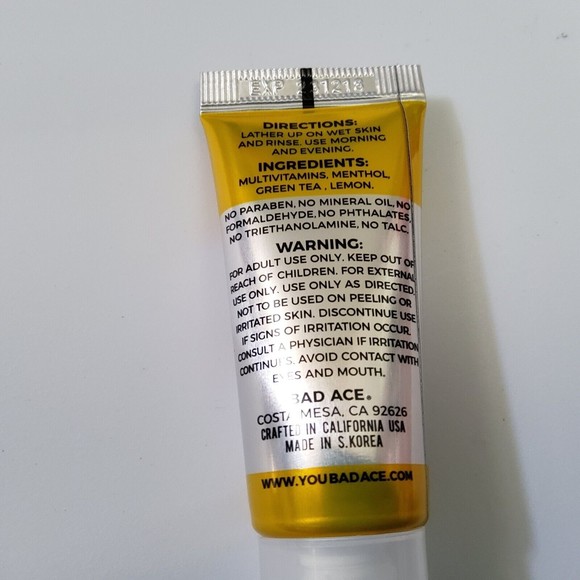 EXP 231213
DIRECTIONS:
LATHER UP ON WET SKIN
AND RINSE. USE MORNING
AND EVENING.
INGREDIENTS:
MULTIVITAMINS, MENTHOL,
GREEN TEA , LEMON.
NO PARABEN, NO MINERAL OIL, NO
FORMALDEHYDE, NO PHTHALATES,
NO TRIETHANOLAMINE, NO TALC.
WARNING:
FOR ADULT USE ONLY. KEEP OUT OF
REACH OF CHILDREN. FOR EXTERNAL
USE ONLY. USE ONLY AS DIRECTED.
NOT TO BE USED ON PEELING OR
IRRITATED SKIN. DISCONTINUE USE
IF SIGNS OF IRRITATION OCCUR.
CONSULT A PHYSICIAN IF IRRITATION
CONTINUES. AVOID CONTACT WITH
EYES AND MOUTH.
BAD ACE®
COSTA MESA, CA 92626
CRAFTED IN CALIFORNIA USA
MADE IN S.KOREA
WWW.YOUBADACE.COM